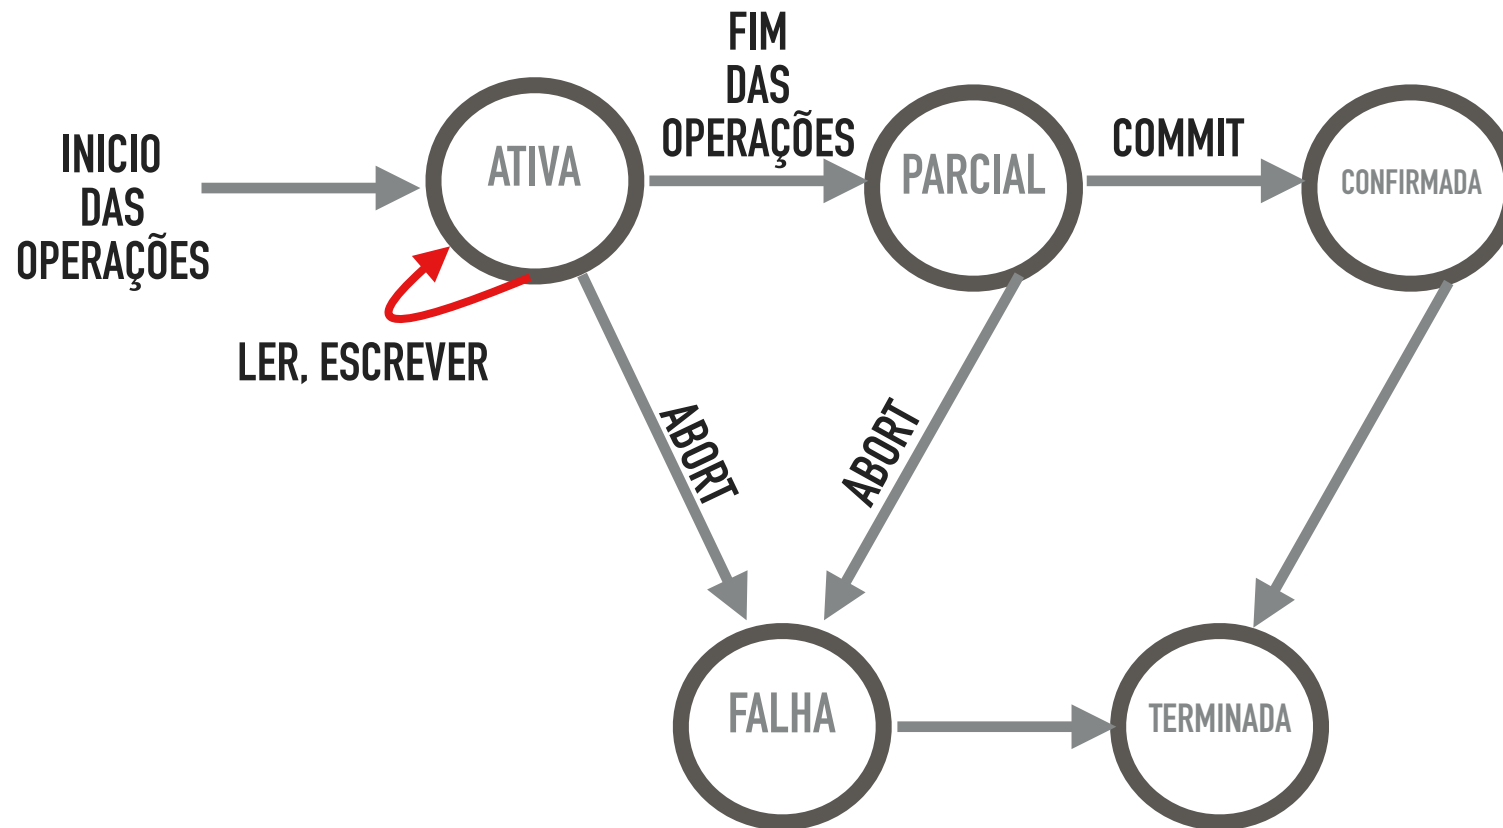 FIM
DAS
OPERAÇÕES
INICIO
DAS
OPERAÇÕES
ATIVA
PARCIAL
COMMIT
CONFIRMADA
LER, ESCREVER
ABORT
ABORT
FALHA
TERMINADA